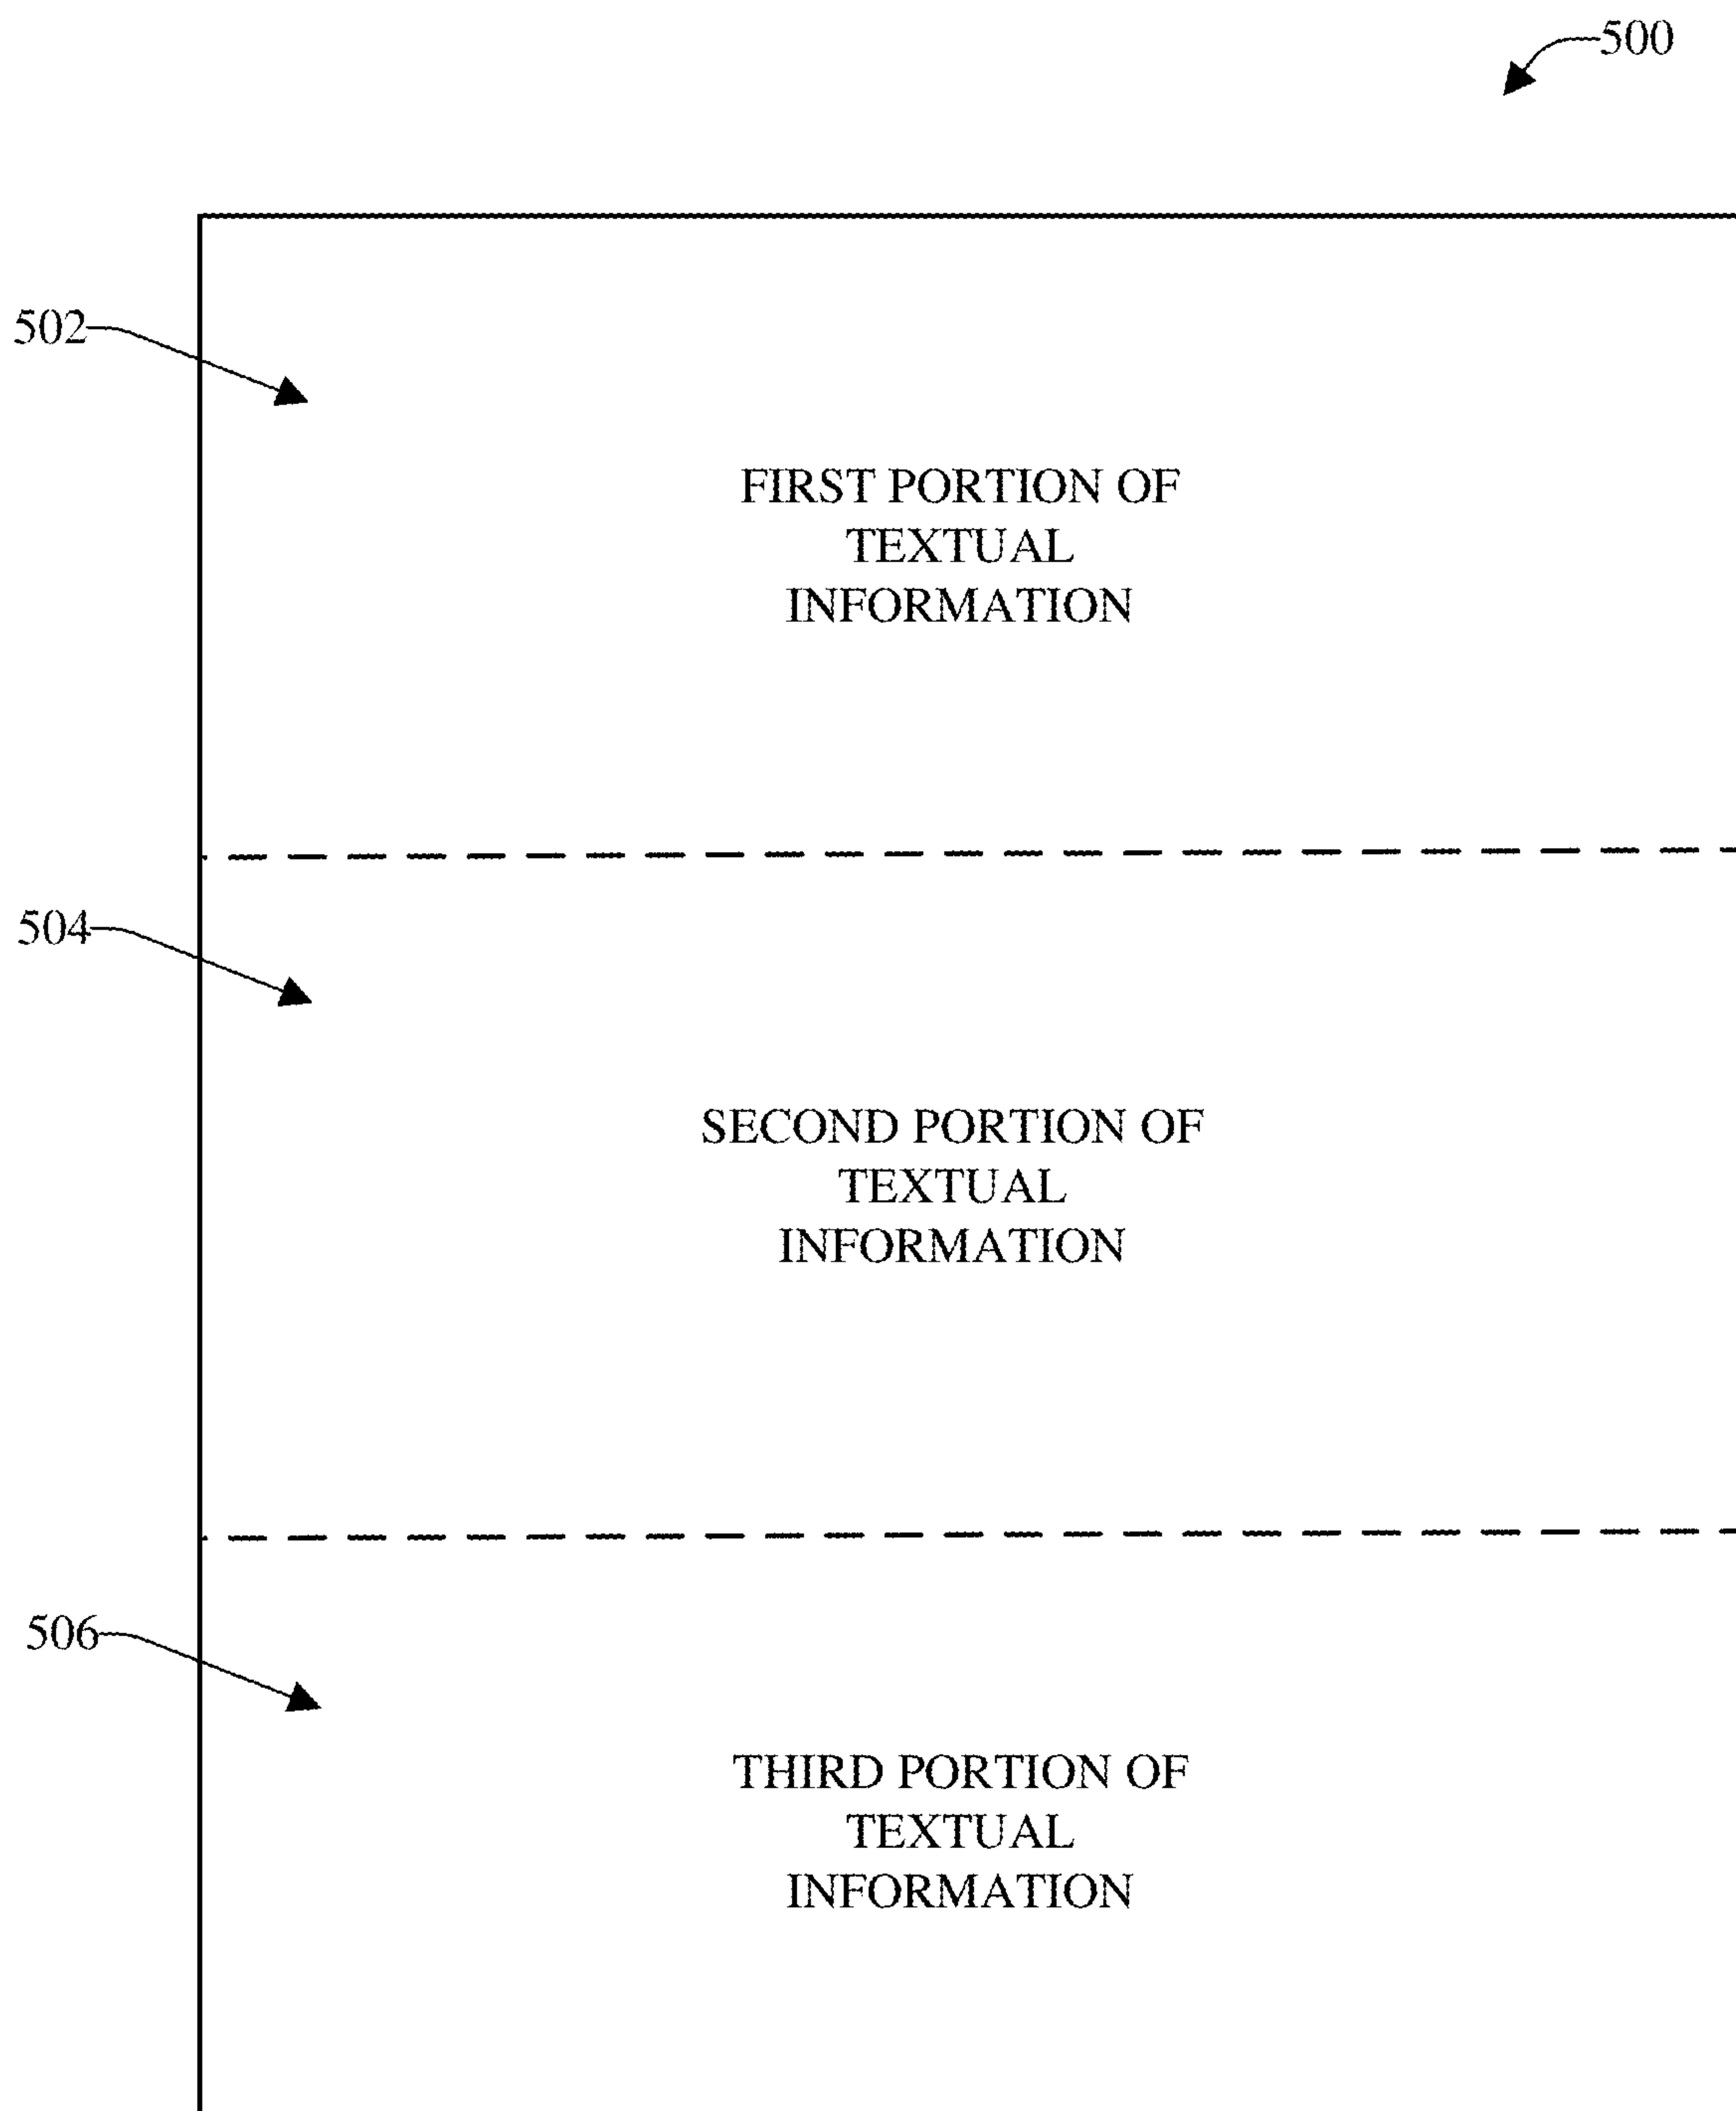 500
502
FIRST PORTION OF
TEXTUAL
INFORMATION
504
SECOND PORTION OF
TEXTUAL
INFORMATION
506
THIRD PORTION OF
TEXTUAL
INFORMATION